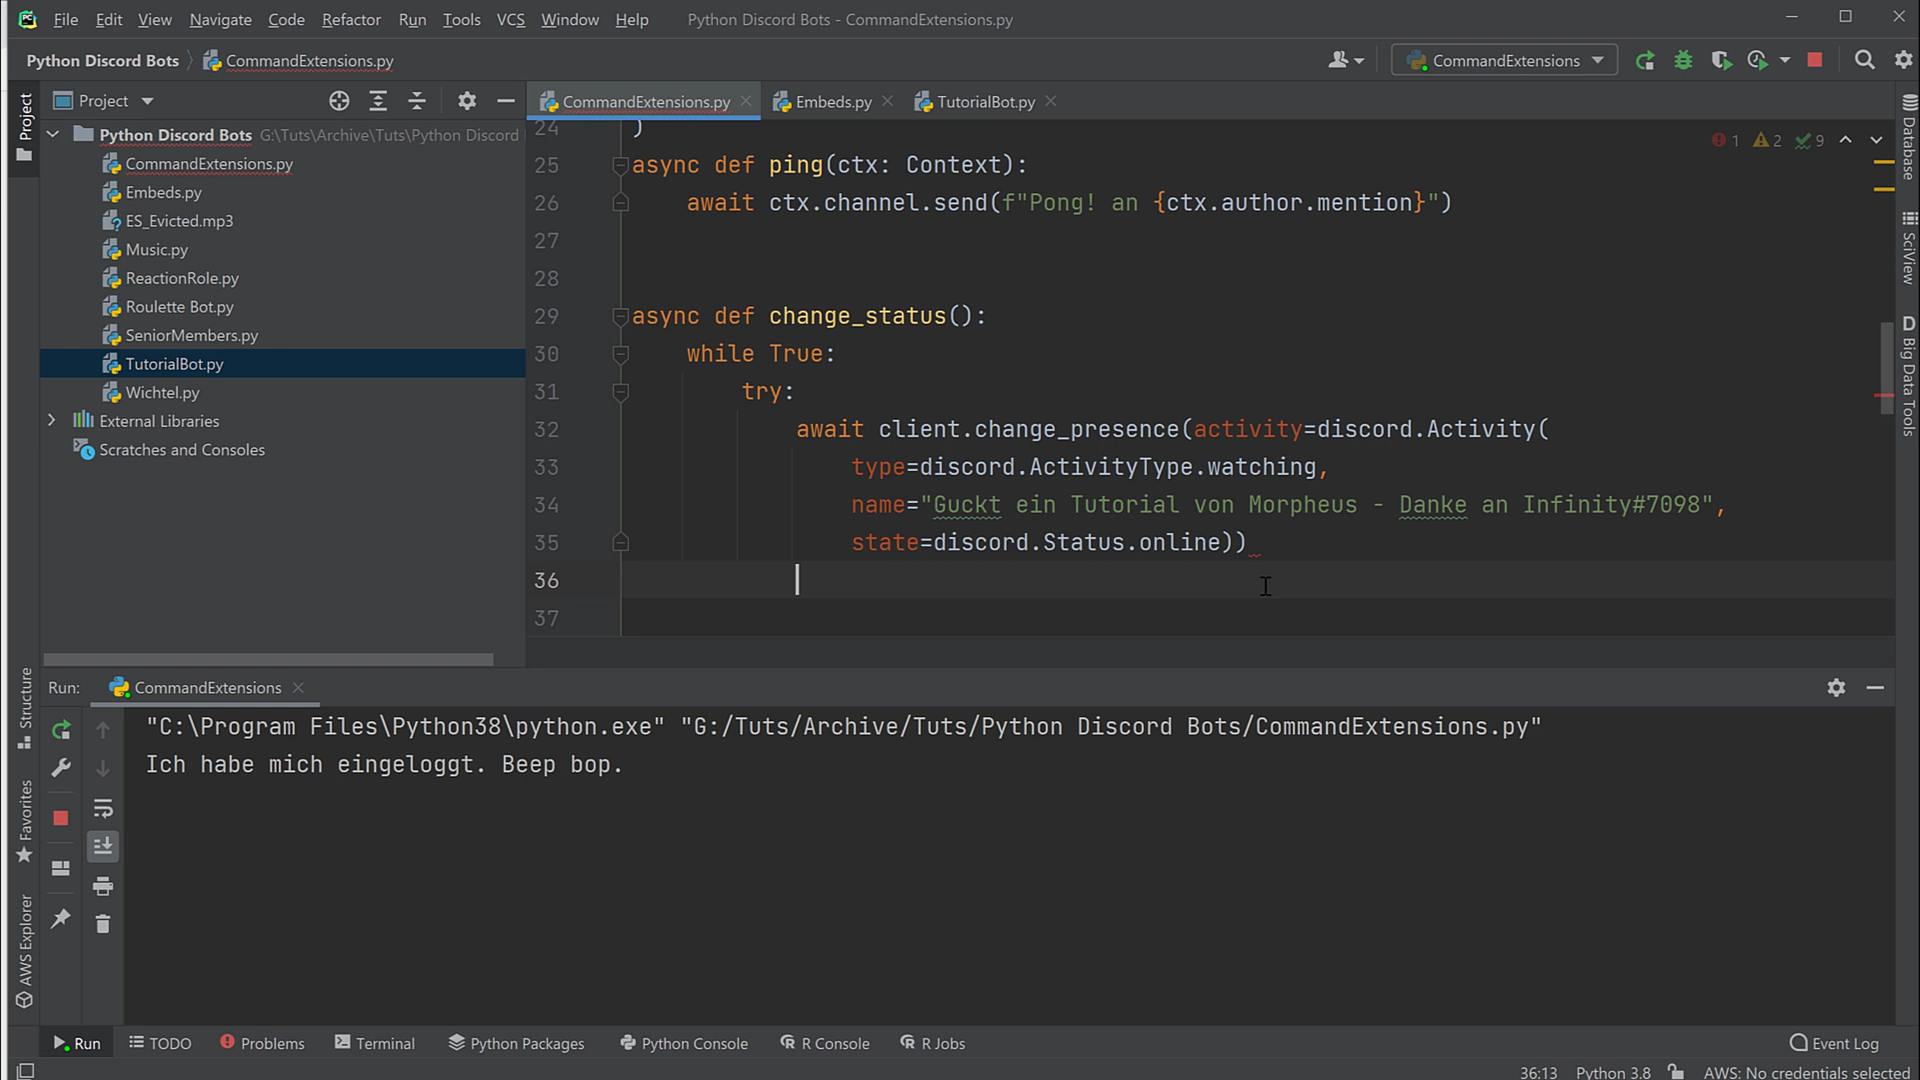 File Edit View Navigate Code Refactor Run Tools VCS Window Help Python Discord Bots - CommandExtensions.py
Python Discord Bots CommandExtensions.py CommandExtensions
Project
Project
CommandExtensions.py Embeds.py TutorialBot.py
Python Discord Bots G:\Tuts\Archive\Tuts\Python Discord
CommandExtensions.py
Embeds.py
ES_Evicted.mp3
Music.py
ReactionRole.py
Roulette Bot.py
SeniorMembers.py
TutorialBot.py
Wichtel.py
External Libraries
Scratches and Consoles
1 2 9
24 )
25 async def ping(ctx: Context):
26 await ctx.channel.send(f"Pong! an {ctx.author.mention}")
27
28
29 async def change_status():
30 while True:
31 try:
32 await client.change_presence(activity=discord.Activity(
33 type=discord.ActivityType.watching,
34 name="Guckt ein Tutorial von Morpheus - Danke an Infinity#7098",
35 state=discord.Status.online))
36
37
Database
SciView
D Big Data Tools
Structure
Favorites
AWS Explorer
Run: CommandExtensions
"C:\Program Files\Python38\python.exe" "G:/Tuts/Archive/Tuts/Python Discord Bots/CommandExtensions.py"
Ich habe mich eingeloggt. Beep bop.
Run TODO Problems Terminal Python Packages Python Console R Console R Jobs Event Log
36:13 Python 3.8 AWS: No credentials selected